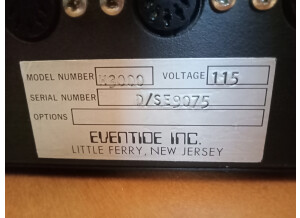 MODEL NUMBER H3000 VOLTAGE 115
SERIAL NUMBER D/SE9075
OPTIONS
EVENTIDE INC.
LITTLE FERRY, NEW JERSEY